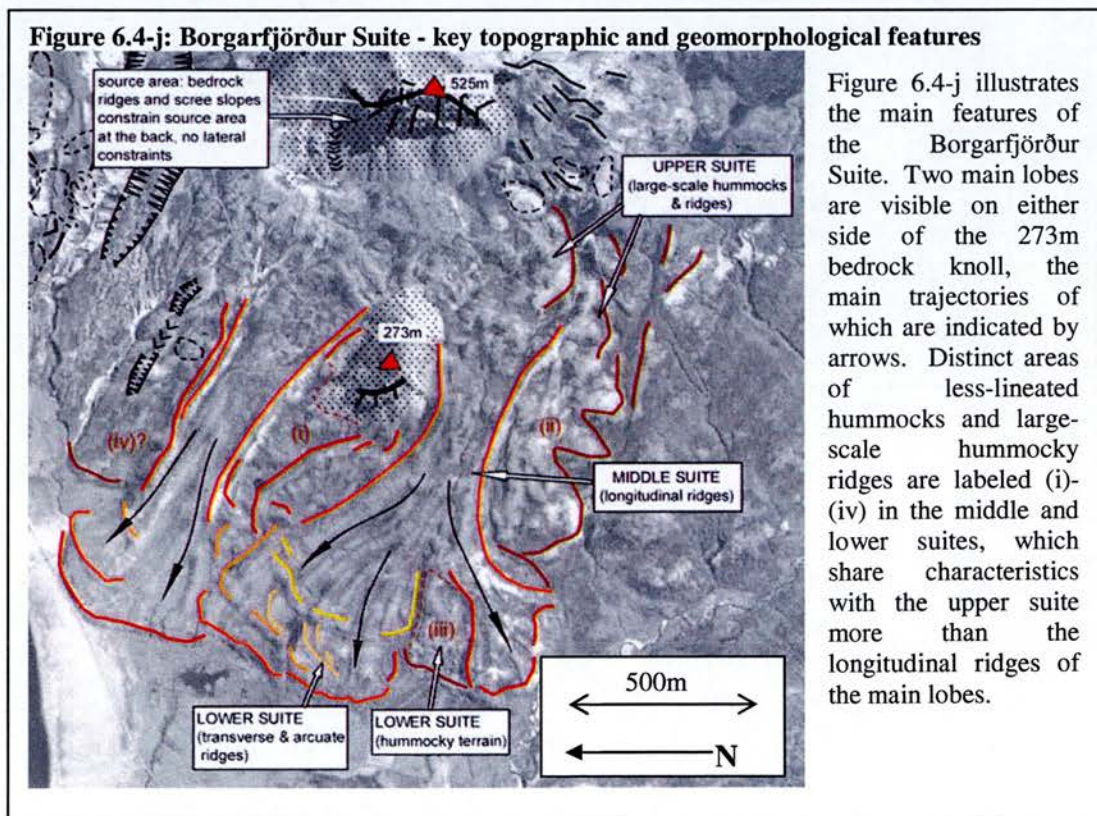 Figure 6.4-j: Borgarfjörður Suite - key topographic and geomorphological features
source area: bedrock
ridges and scree slopes
constrain source area
at the back, no lateral
constraints
525m
UPPER SUITE
(large-scale hummocks
& ridges)
273m
(i)
(ii)
(iv)?
MIDDLE SUITE
(longitudinal ridges)
(iii)
LOWER SUITE
(transverse & arcuate
ridges)
LOWER SUITE
(hummocky terrain)
500m
N
Figure 6.4-j illustrates
the main features of
the Borgarfjörður
Suite. Two main lobes
are visible on either
side of the 273m
bedrock knoll, the
main trajectories of
which are indicated by
arrows. Distinct areas
of less-lineated
hummocks and large-
scale hummocky
ridges are labeled (i)-
(iv) in the middle and
lower suites, which
share characteristics
with the upper suite
more than the
longitudinal ridges of
the main lobes.